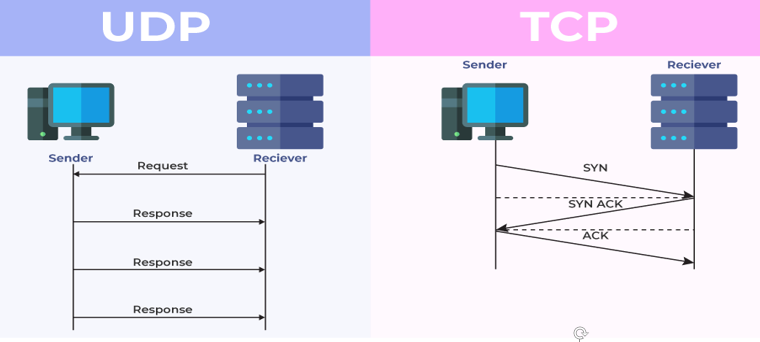 UDP
Sender
Reciever
Request
Response
Response
Response
TCP
Sender
Reciever
SYN
SYN ACK
ACK